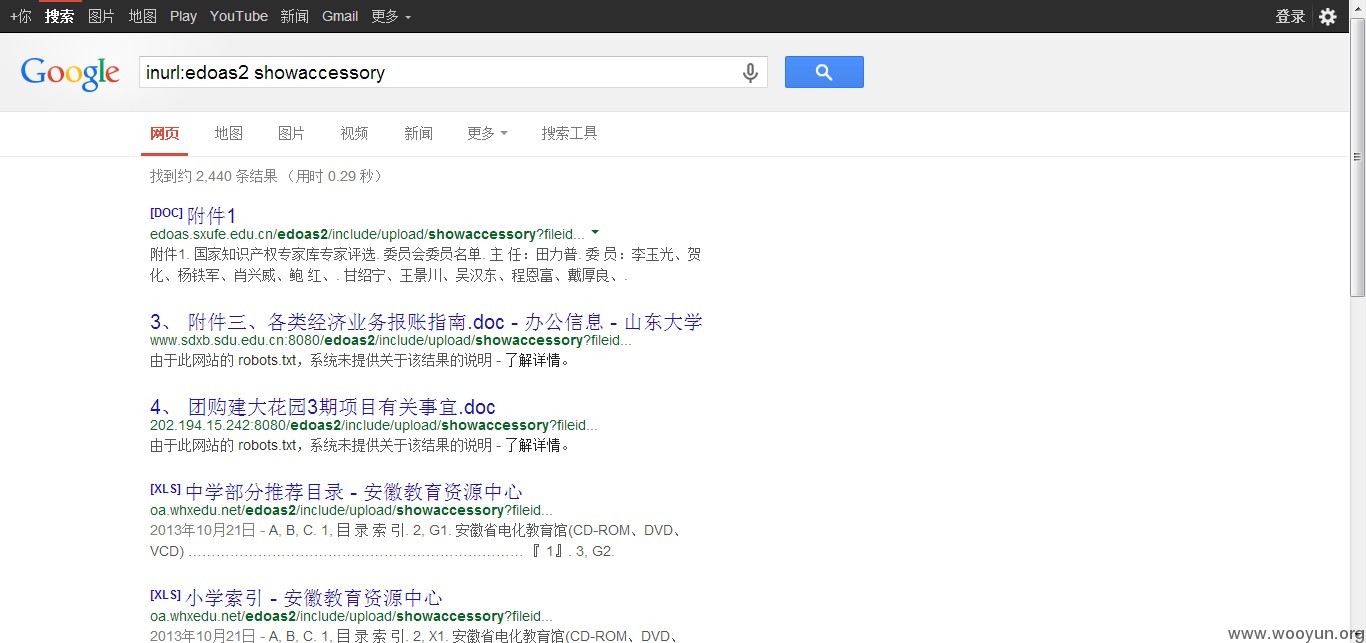 +你 搜索 图片 地图 Play YouTube 新闻 Gmail 更多 登录
Google inurl:edoas2 showaccessory
网页 地图 图片 视频 新闻 更多 搜索工具
找到约 2,440 条结果 （用时 0.29 秒）
[DOC] 附件1
edoas.sxufe.edu.cn/edoas2/include/upload/showaccessory?fileid...
附件1. 国家知识产权专家库专家评选. 委员会委员名单. 主 任：田力普. 委 员：李玉光、贺
化、杨铁军、肖兴威、鲍 红、. 甘绍宁、王景川、吴汉东、程恩富、戴厚良、.
3、 附件三、各类经济业务报账指南.doc - 办公信息 - 山东大学
www.sdxb.sdu.edu.cn:8080/edoas2/include/upload/showaccessory?fileid...
由于此网站的 robots.txt，系统未提供关于该结果的说明 - 了解详情。
4、 团购建大花园3期项目有关事宜.doc
202.194.15.242:8080/edoas2/include/upload/showaccessory?fileid...
由于此网站的 robots.txt，系统未提供关于该结果的说明 - 了解详情。
[XLS] 中学部分推荐目录 - 安徽教育资源中心
oa.whxedu.net/edoas2/include/upload/showaccessory?fileid...
2013年10月21日 - A, B, C. 1, 目 录 索 引. 2, G1. 安徽省电化教育馆(CD-ROM、DVD、
VCD) ………………………………………………………………… 『 1』. 3, G2.
[XLS] 小学索引 - 安徽教育资源中心
oa.whxedu.net/edoas2/include/upload/showaccessory?fileid...
2013年10月21日 - A, B, C. 1, 目 录 索 引. 2, X1. 安徽省电化教育馆(CD-ROM、DVD、
www.wooyun.org